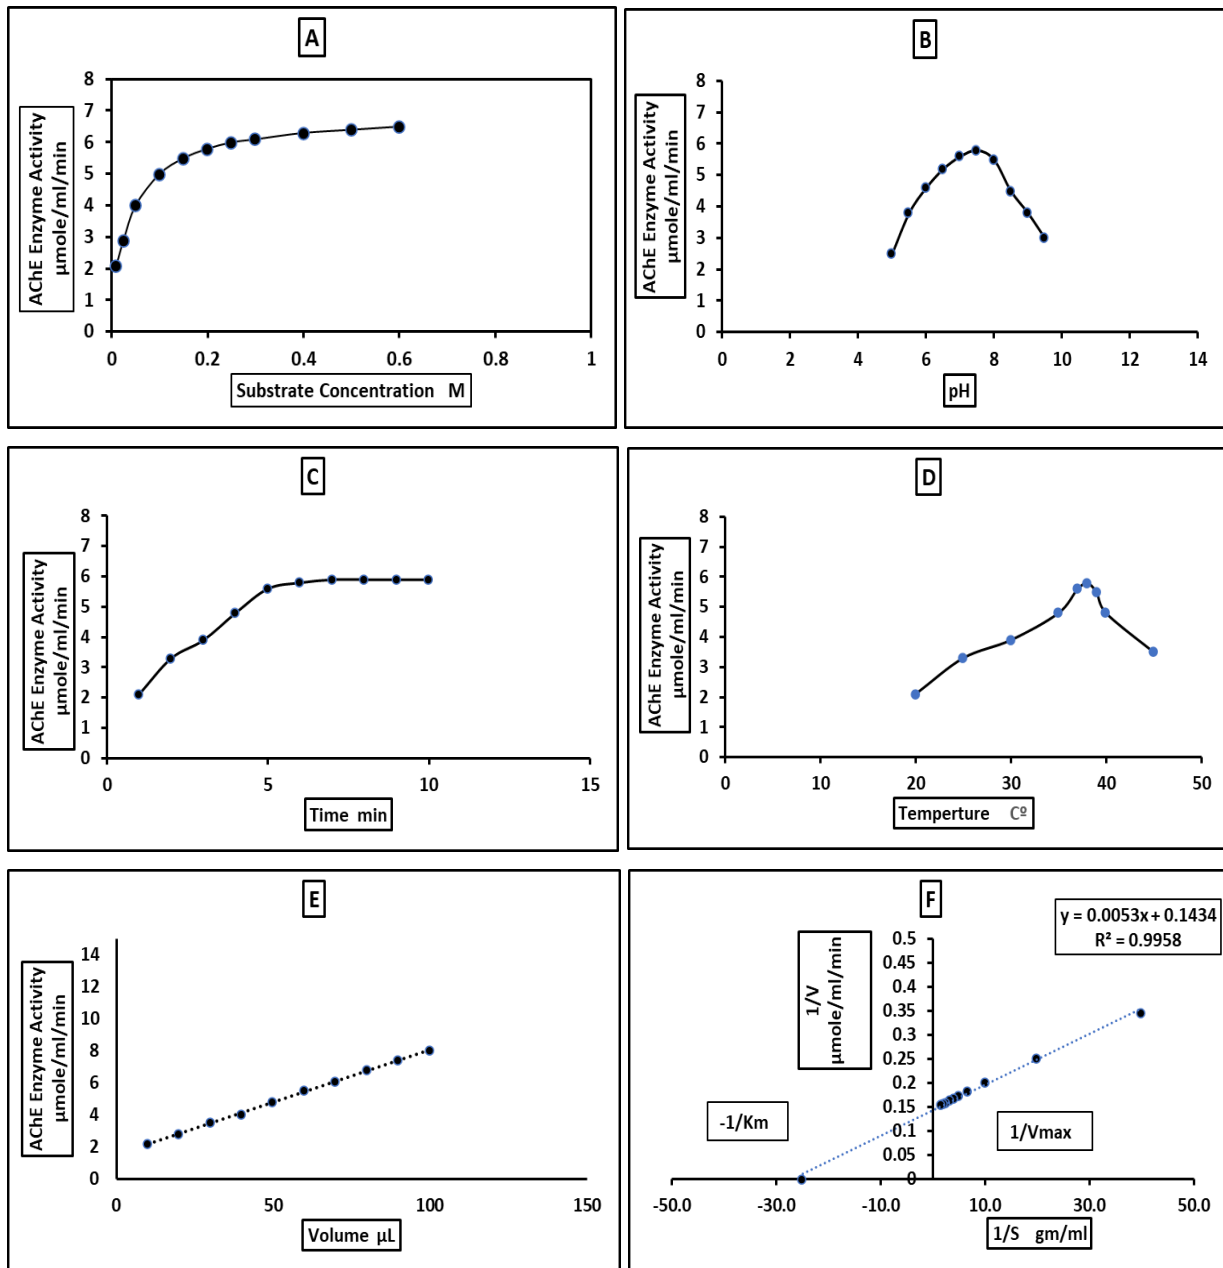 A
AChE Enzyme Activity
µmole/ml/min
8
7
6
5
4
3
2
1
0
0 0.2 0.4 0.6 0.8 1
Substrate Concentration M
B
AChE Enzyme Activity
µmole/ml/min
8
7
6
5
4
3
2
1
0
0 2 4 6 8 10 12 14
pH
C
AChE Enzyme Activity
µmole/ml/min
8
7
6
5
4
3
2
1
0
0 5 10 15
Time min
D
AChE Enzyme Activity
µmole/ml/min
8
7
6
5
4
3
2
1
0
0 10 20 30 40 50
Temperture Cº
E
AChE Enzyme Activity
µmole/ml/min
14
12
10
8
6
4
2
0
0 50 100 150
Volume µL
F
y = 0.0053x + 0.1434
R² = 0.9958
1/V
µmole/ml/min
0.5
0.45
0.4
0.35
0.3
0.25
0.2
0.15
0.1
0.05
0
-1/Km
1/Vmax
-50.0 -30.0 -10.0 10.0 30.0 50.0
1/S gm/ml